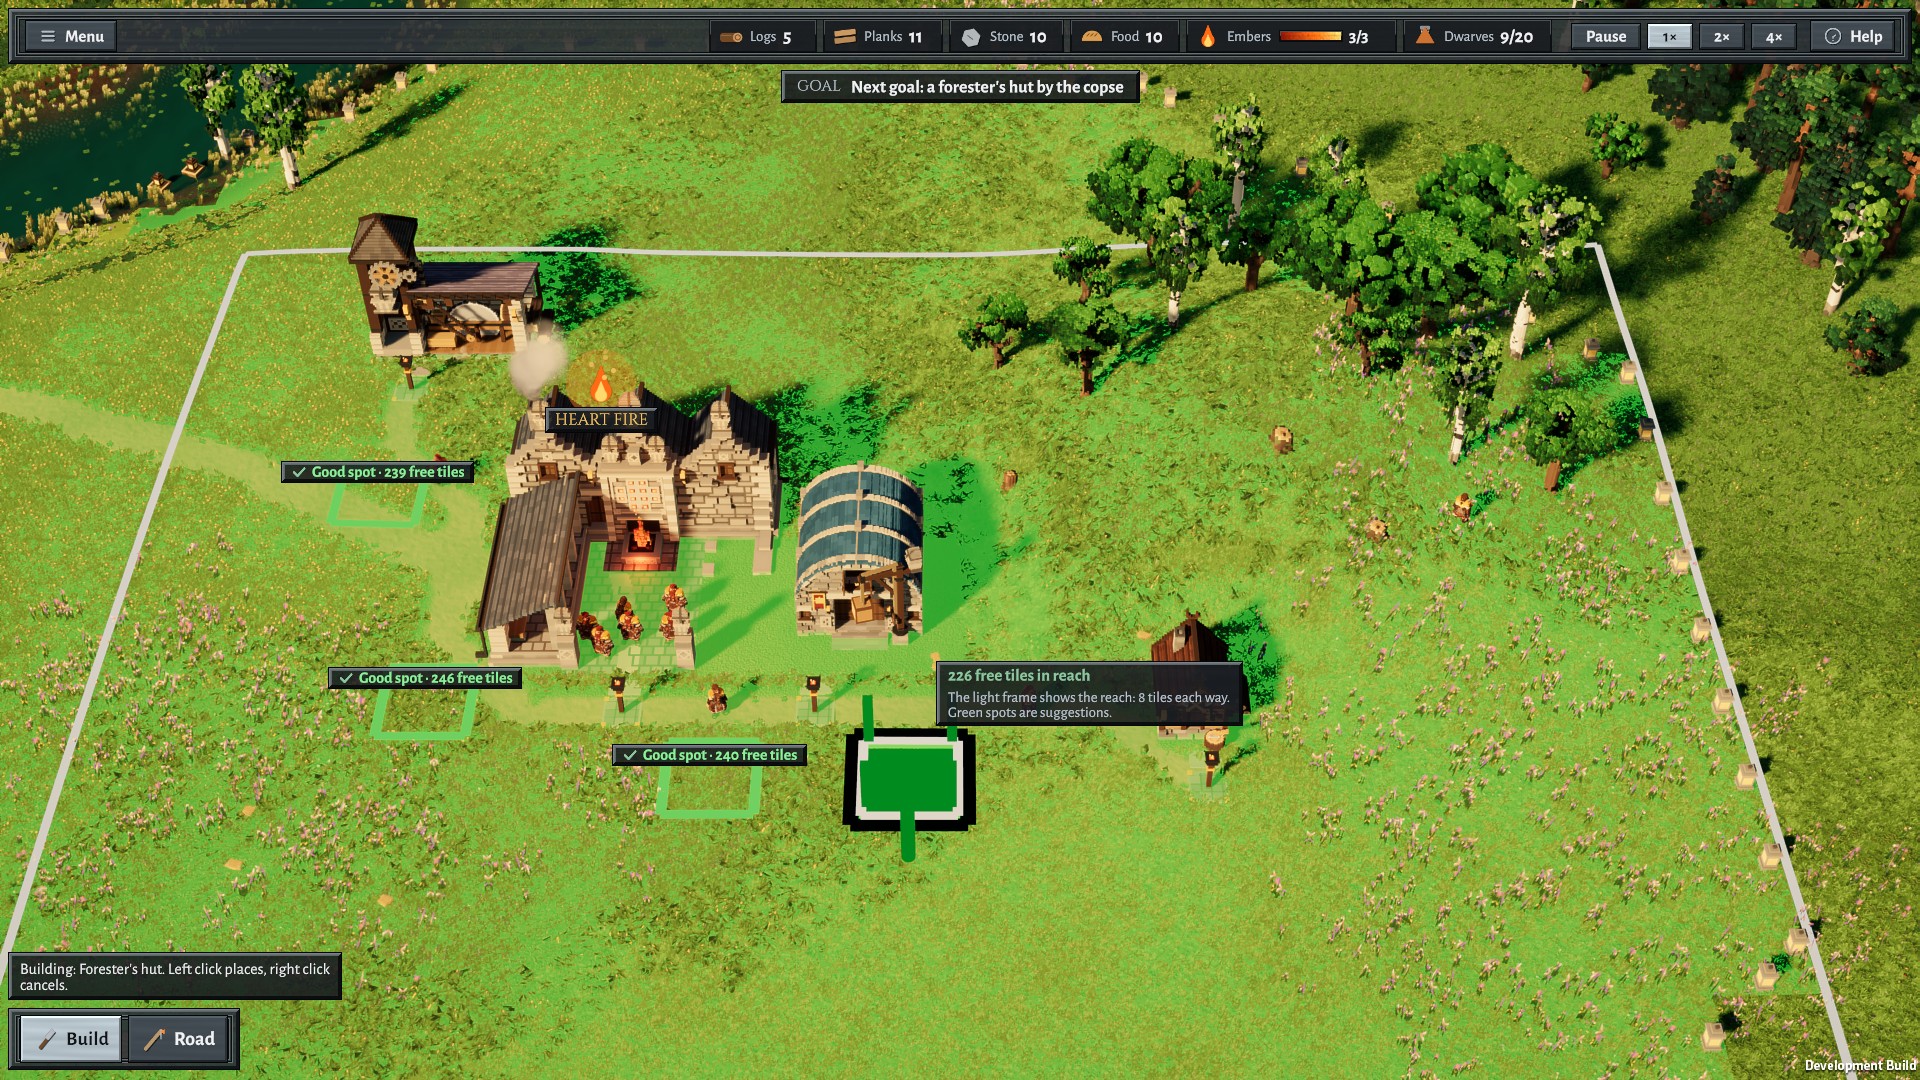 Menu
Logs 5
Planks 11
Stone 10
Food 10
Embers 3/3
Dwarves 9/20
Pause
1×
2×
4×
Help
GOAL Next goal: a forester's hut by the copse
HEART FIRE
Good spot · 239 free tiles
Good spot · 246 free tiles
226 free tiles in reach
The light frame shows the reach: 8 tiles each way.
Green spots are suggestions.
Good spot · 240 free tiles
Building: Forester's hut. Left click places, right click
cancels.
Build
Road
Development Build